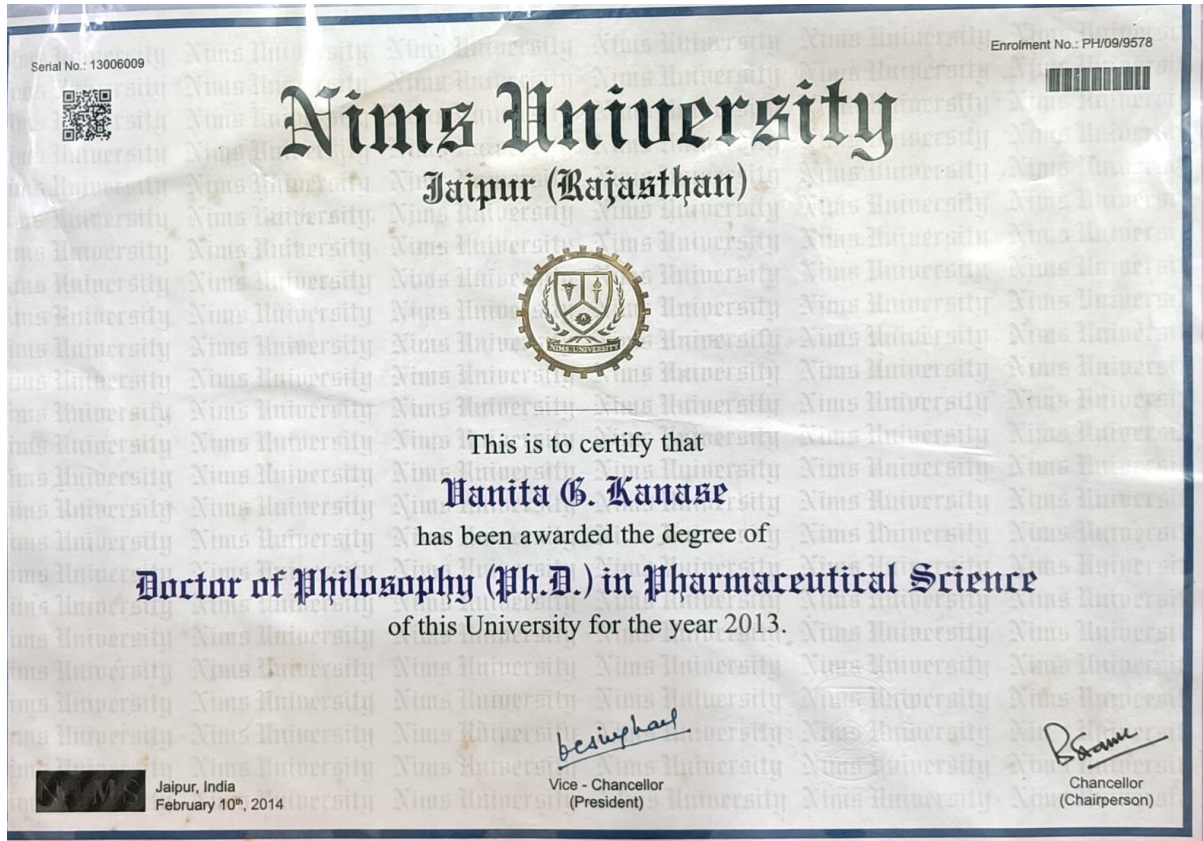 Serial No.: 13006009
Enrolment No.: PH/09/9578
Nims University
Jaipur (Rajasthan)
NIMS UNIVERSITY
This is to certify that
Vanita G. Kanase
has been awarded the degree of
Doctor of Philosophy (Ph.D.) in Pharmaceutical Science
of this University for the year 2013.
Jaipur, India
February 10th, 2014
Vice - Chancellor
(President)
Chancellor
(Chairperson)